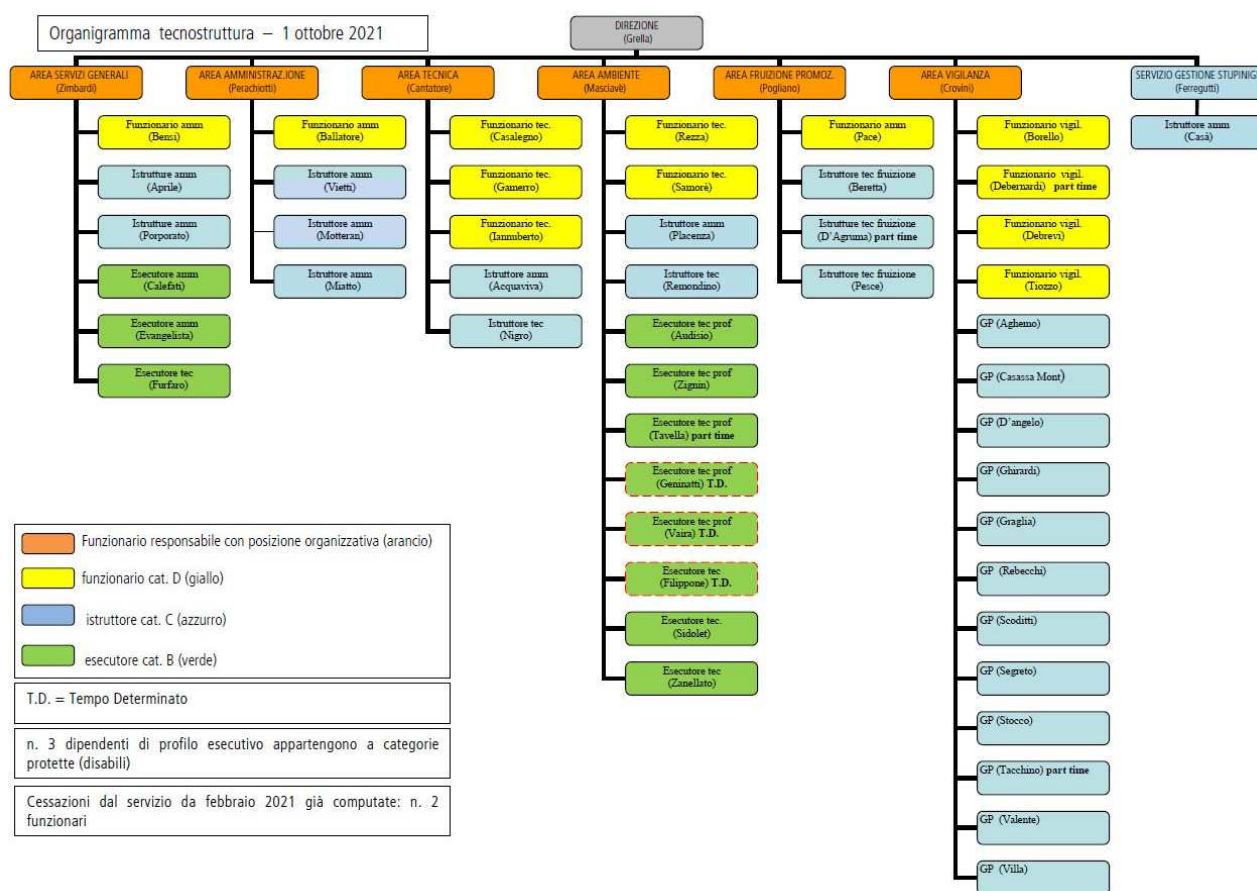 Organigramma tecnostruttura – 1 ottobre 2021
DIREZIONE
(Grella)
AREA SERVIZI GENERALI
(Zimbardi)
Funzionario amm
(Bensi)
Istrutture amm
(Aprile)
Istrutture amm
(Porporato)
Esecutore amm
(Calefati)
Esecutore amm
(Evangelista)
Esecutore tec
(Furfaro)
AREA AMMINISTRAZ.IONE
(Perachiotti)
Funzionario amm
(Ballatore)
Istruttore amm
(Vietti)
Istruttore amm
(Motteran)
Istruttore amm
(Miatto)
AREA TECNICA
(Cantatore)
Funzionario tec.
(Casalegno)
Funzionario tec.
(Gamerro)
Funzionario tec.
(Iannuberto)
Istruttore amm
(Acquaviva)
Istruttore tec
(Nigro)
AREA AMBIENTE
(Masciavè)
Funzionario tec.
(Rezza)
Funzionario tec.
(Samorè)
Istruttore amm
(Placenza)
Istruttore tec
(Remondino)
Esecutore tec prof
(Audisio)
Esecutore tec prof
(Zignin)
Esecutore tec prof
(Tavella) part time
Esecutore tec prof
(Geninatti) T.D.
Esecutore tec prof
(Vaira) T.D.
Esecutore tec
(Filippone) T.D.
Esecutore tec.
(Sidolet)
Esecutore tec
(Zanellato)
AREA FRUIZIONE PROMOZ.
(Pogliano)
Funzionario amm
(Pace)
Istruttore tec fruizione
(Beretta)
Istruttore tec fruizione
(D'Agruma) part time
Istruttore tec fruizione
(Pesce)
AREA VIGILANZA
(Crovini)
Funzionario vigil.
(Borello)
Funzionario vigil.
(Debernardi) part time
Funzionario vigil.
(Debrevi)
Funzionario vigil.
(Tiozzo)
GP (Aghemo)
GP (Casassa Mont)
GP (D'angelo)
GP (Ghirardi)
GP (Graglia)
GP (Rebecchi)
GP (Scoditti)
GP (Segreto)
GP (Stocco)
GP (Tacchino) part time
GP (Valente)
GP (Villa)
SERVIZIO GESTIONE STUPINIGI
(Ferregutti)
Istruttore amm
(Casà)
Funzionario responsabile con posizione organizzativa (arancio)
funzionario cat. D (giallo)
istruttore cat. C (azzurro)
esecutore cat. B (verde)
T.D. = Tempo Determinato
n. 3 dipendenti di profilo esecutivo appartengono a categorie
protette (disabili)
Cessazioni dal servizio da febbraio 2021 già computate: n. 2
funzionari